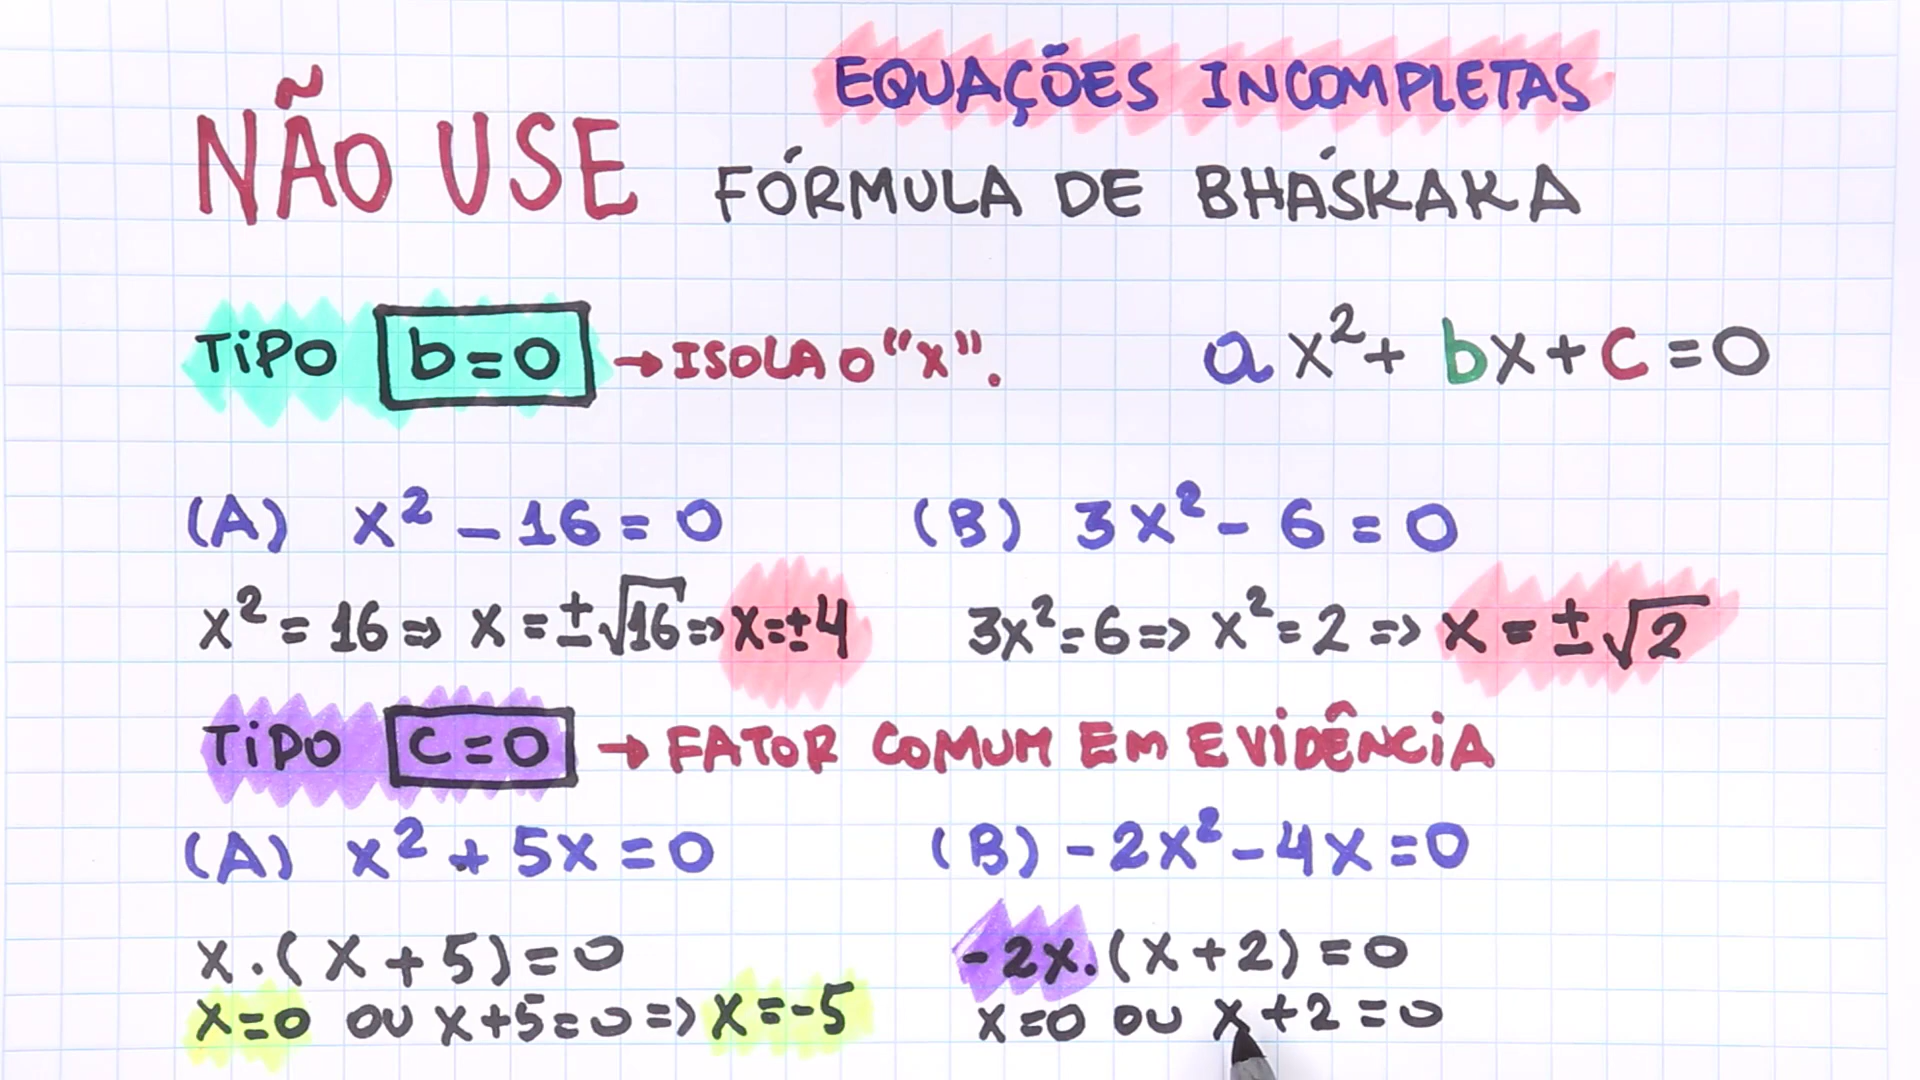 EQUAÇÕES INCOMPLETAS
NÃO USE FÓRMULA DE BHÁSKARA
TIPO b=0 → ISOLA O "X".
ax²+bx+c=0
(A) x²-16=0
(B) 3x²-6=0
x²=16⇒x=±√16⇒x=±4
3x²=6⇒x²=2⇒x=±√2
TIPO c=0 → FATOR COMUM EM EVIDÊNCIA
(A) x²+5x=0
(B) -2x²-4x=0
x.(x+5)=0
-2x.(x+2)=0
x=0 ou x+5=0⇒x=-5
x=0 ou x+2=0